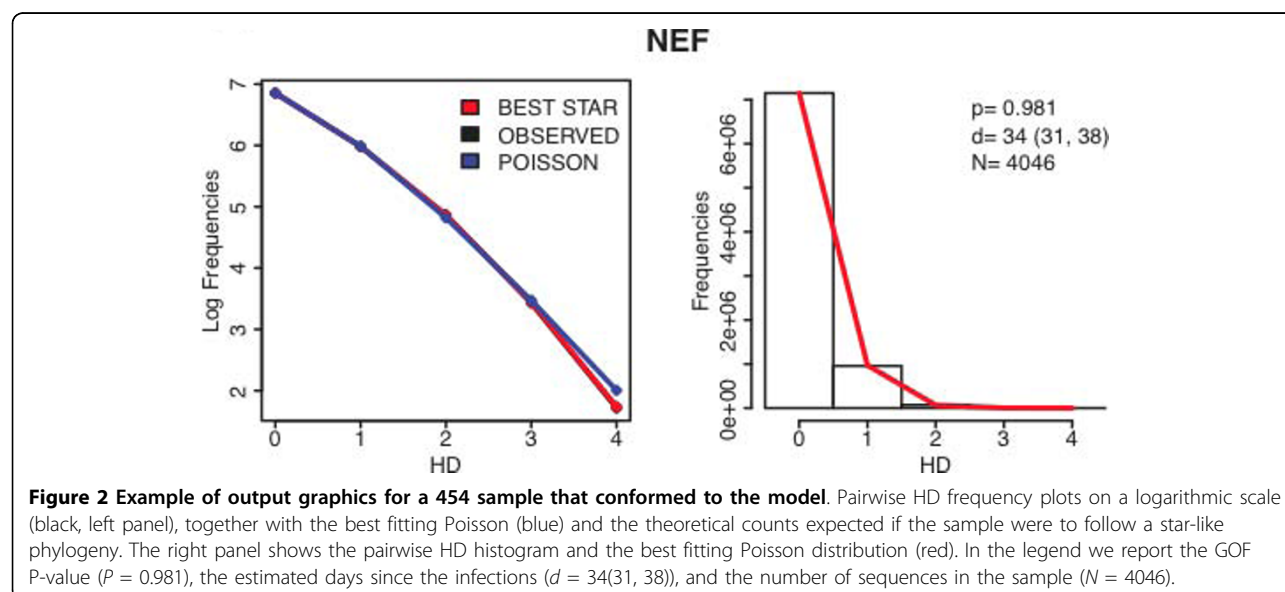 NEF
7
6
5
4
3
2
Log Frequencies
BEST STAR
OBSERVED
POISSON
0 1 2 3 4
HD
6e+06
4e+06
2e+06
0e+00
Frequencies
p= 0.981
d= 34 (31, 38)
N= 4046
0 1 2 3 4
HD
Figure 2 Example of output graphics for a 454 sample that conformed to the model. Pairwise HD frequency plots on a logarithmic scale
(black, left panel), together with the best fitting Poisson (blue) and the theoretical counts expected if the sample were to follow a star-like
phylogeny. The right panel shows the pairwise HD histogram and the best fitting Poisson distribution (red). In the legend we report the GOF
P-value (P = 0.981), the estimated days since the infections (d = 34(31, 38)), and the number of sequences in the sample (N = 4046).